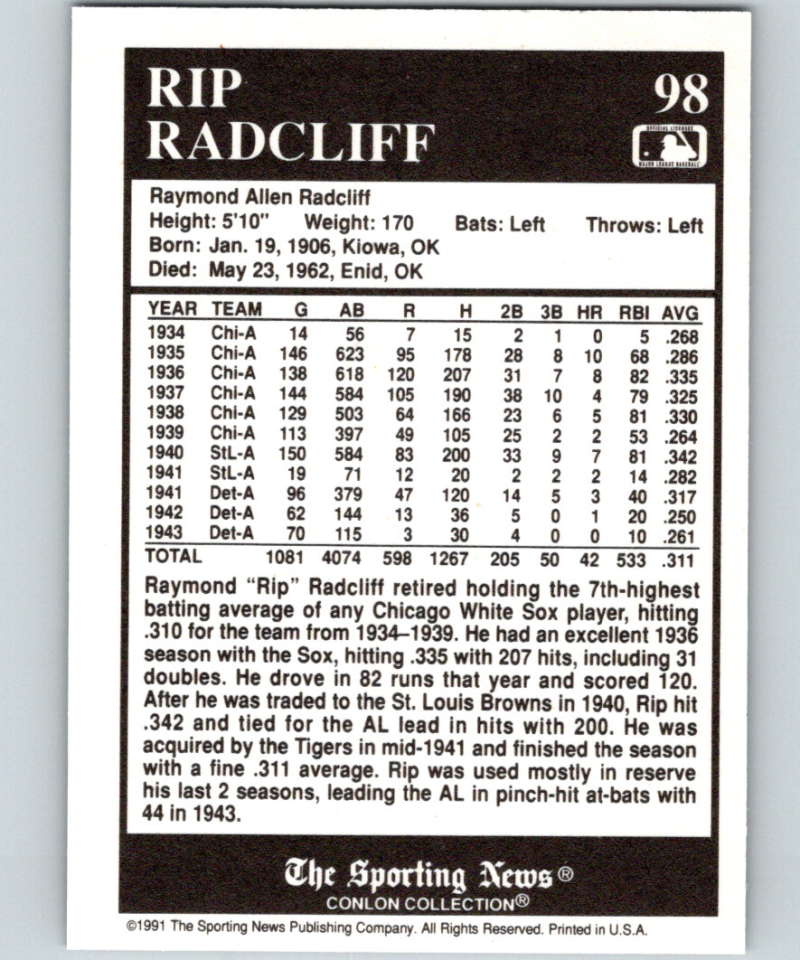 RIP
RADCLIFF
98
OFFICIAL LICENSEE
MAJOR LEAGUE BASEBALL
Raymond Allen Radcliff
Height: 5'10" Weight: 170 Bats: Left Throws: Left
Born: Jan. 19, 1906, Kiowa, OK
Died: May 23, 1962, Enid, OK
YEAR TEAM G AB R H 2B 3B HR RBI AVG
1934 Chi-A 14 56 7 15 2 1 0 5 .268
1935 Chi-A 146 623 95 178 28 8 10 68 .286
1936 Chi-A 138 618 120 207 31 7 8 82 .335
1937 Chi-A 144 584 105 190 38 10 4 79 .325
1938 Chi-A 129 503 64 166 23 6 5 81 .330
1939 Chi-A 113 397 49 105 25 2 2 53 .264
1940 StL-A 150 584 83 200 33 9 7 81 .342
1941 StL-A 19 71 12 20 2 2 2 14 .282
1941 Det-A 96 379 47 120 14 5 3 40 .317
1942 Det-A 62 144 13 36 5 0 1 20 .250
1943 Det-A 70 115 3 30 4 0 0 10 .261
TOTAL 1081 4074 598 1267 205 50 42 533 .311
Raymond “Rip” Radcliff retired holding the 7th-highest
batting average of any Chicago White Sox player, hitting
.310 for the team from 1934–1939. He had an excellent 1936
season with the Sox, hitting .335 with 207 hits, including 31
doubles. He drove in 82 runs that year and scored 120.
After he was traded to the St. Louis Browns in 1940, Rip hit
.342 and tied for the AL lead in hits with 200. He was
acquired by the Tigers in mid-1941 and finished the season
with a fine .311 average. Rip was used mostly in reserve
his last 2 seasons, leading the AL in pinch-hit at-bats with
44 in 1943.
The Sporting News®
CONLON COLLECTION®
©1991 The Sporting News Publishing Company. All Rights Reserved. Printed in U.S.A.